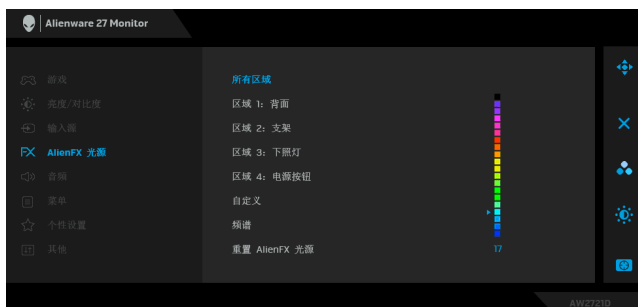 Alienware 27 Monitor
游戏
亮度/对比度
输入源
AlienFX 光源
音频
菜单
个性设置
其他
所有区域
区域 1：背面
区域 2：支架
区域 3：下照灯
区域 4：电源按钮
自定义
频谱
重置 AlienFX 光源
17
AW2721D